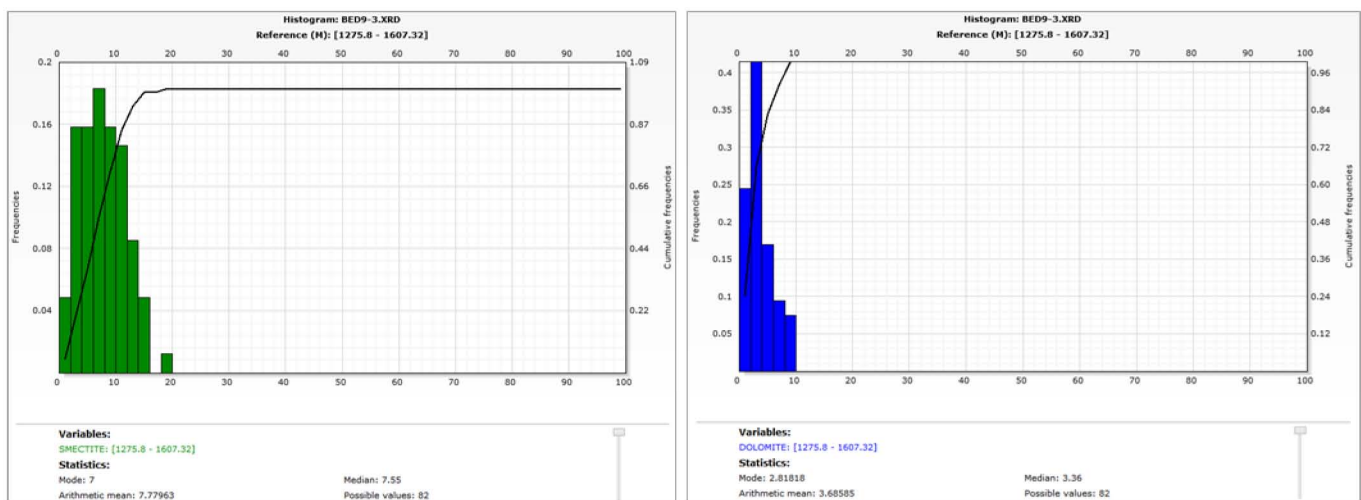 Histogram: BED9-3.XRD
Reference (M): [1275.8 - 1607.32]
0 10 20 30 40 50 60 70 80 90 100
0.2 1.09
0.16 0.87
0.12 0.66
0.08 0.44
0.04 0.22
Frequencies
Cumulative frequencies
0 10 20 30 40 50 60 70 80 90 100
Variables:
SMECTITE: [1275.8 - 1607.32]
Statistics:
Mode: 7 Median: 7.55
Arithmetic mean: 7.77963 Possible values: 82
Histogram: BED9-3.XRD
Reference (M): [1275.8 - 1607.32]
0 10 20 30 40 50 60 70 80 90 100
0.4 0.96
0.35 0.84
0.3 0.72
0.25 0.60
0.2 0.48
0.15 0.36
0.1 0.24
0.05 0.12
Frequencies
Cumulative frequencies
0 10 20 30 40 50 60 70 80 90 100
Variables:
DOLOMITE: [1275.8 - 1607.32]
Statistics:
Mode: 2.81818 Median: 3.36
Arithmetic mean: 3.68585 Possible values: 82